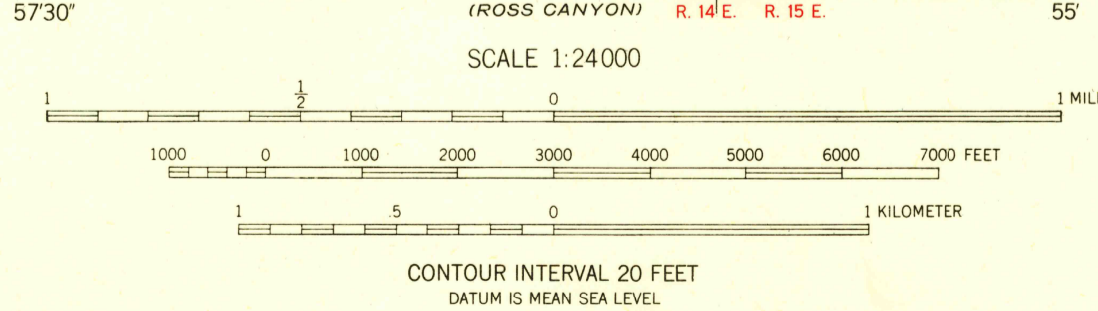 57'30" (ROSS CANYON) R. 14 E. R. 15 E. 55'
SCALE 1:24000
1 1/2 0 1 MILE
1000 0 1000 2000 3000 4000 5000 6000 7000 FEET
1 .5 0 1 KILOMETER
CONTOUR INTERVAL 20 FEET
DATUM IS MEAN SEA LEVEL